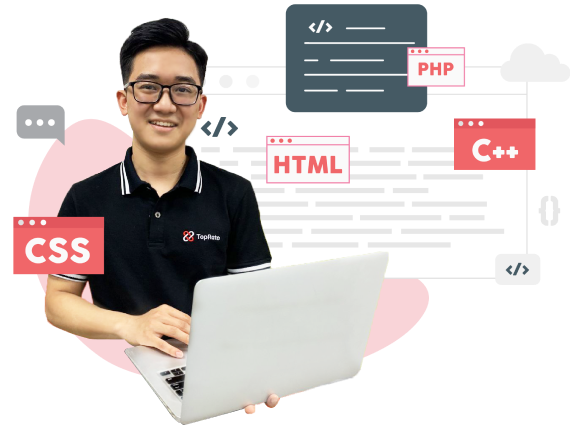 </>
PHP
</>
HTML
C++
CSS
TopRate
{}
</>